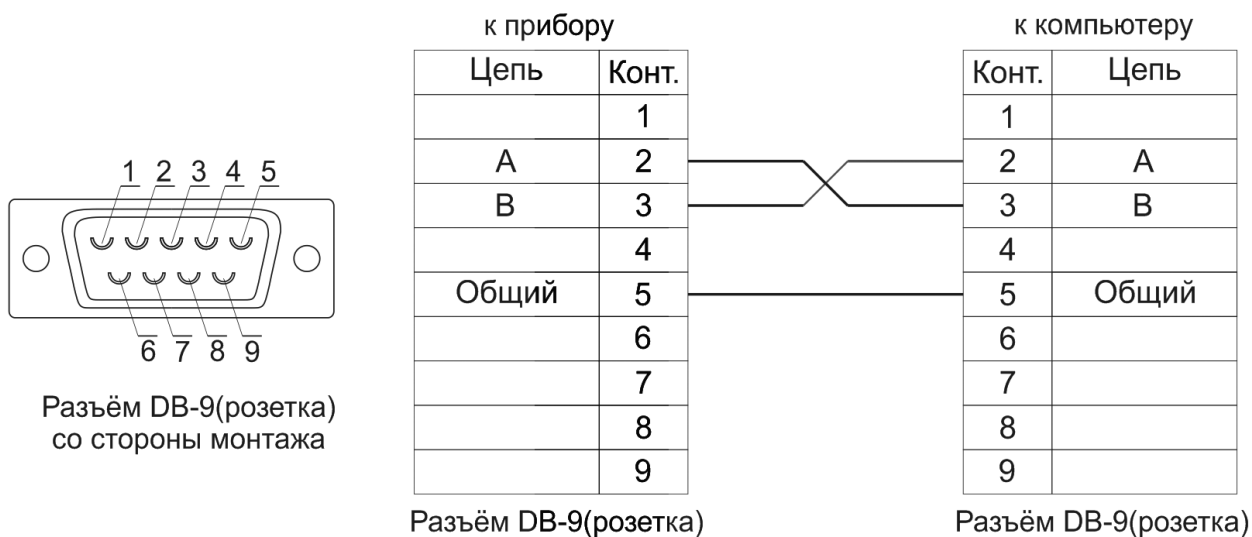 к прибору
Цепь Конт.
1
А 2
В 3
4
Общий 5
6
7
8
9
Разъём DB-9(розетка)
к компьютеру
Конт. Цепь
1
2 А
3 В
4
5 Общий
6
7
8
9
Разъём DB-9(розетка)
1 2 3 4 5
6 7 8 9
Разъём DB-9(розетка)
со стороны монтажа